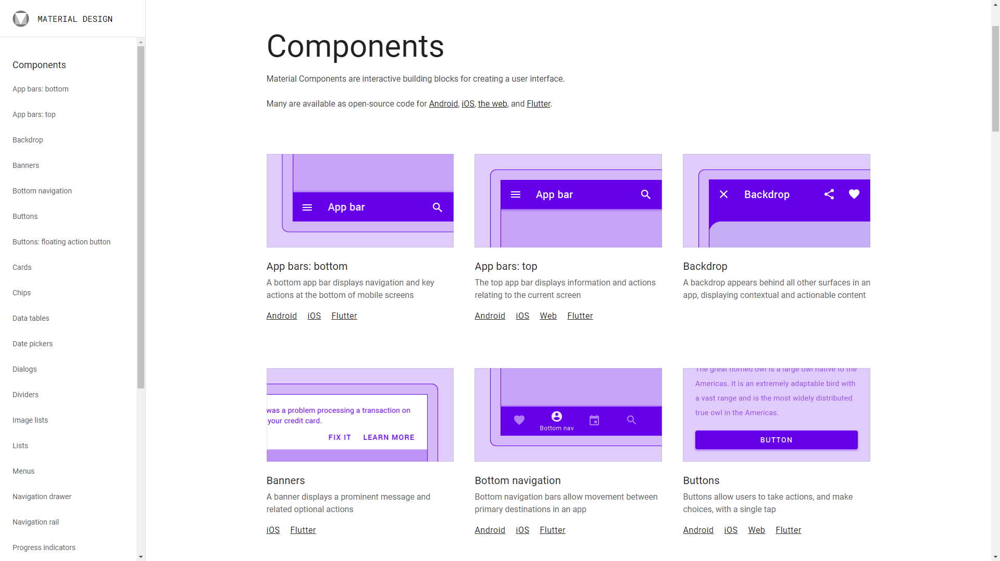 MATERIAL DESIGN
Components
App bars: bottom
App bars: top
Backdrop
Banners
Bottom navigation
Buttons
Buttons: floating action button
Cards
Chips
Data tables
Date pickers
Dialogs
Dividers
Image lists
Lists
Menus
Navigation drawer
Navigation rail
Progress indicators
Components
Material Components are interactive building blocks for creating a user interface.
Many are available as open-source code for Android, iOS, the web, and Flutter.
App bar
App bars: bottom
A bottom app bar displays navigation and key
actions at the bottom of mobile screens
Android iOS Flutter
App bar
App bars: top
The top app bar displays information and actions
relating to the current screen
Android iOS Web Flutter
Backdrop
Backdrop
A backdrop appears behind all other surfaces in an
app, displaying contextual and actionable content
was a problem processing a transaction on
your credit card.
FIX IT LEARN MORE
Banners
A banner displays a prominent message and
related optional actions
iOS Flutter
Bottom nav
Bottom navigation
Bottom navigation bars allow movement between
primary destinations in an app
Android iOS Flutter
The great horned owl is a large owl native to the
Americas. It is an extremely adaptable bird with
a vast range and is the most widely distributed
true owl in the Americas.
BUTTON
Buttons
Buttons allow users to take actions, and make
choices, with a single tap
Android iOS Web Flutter